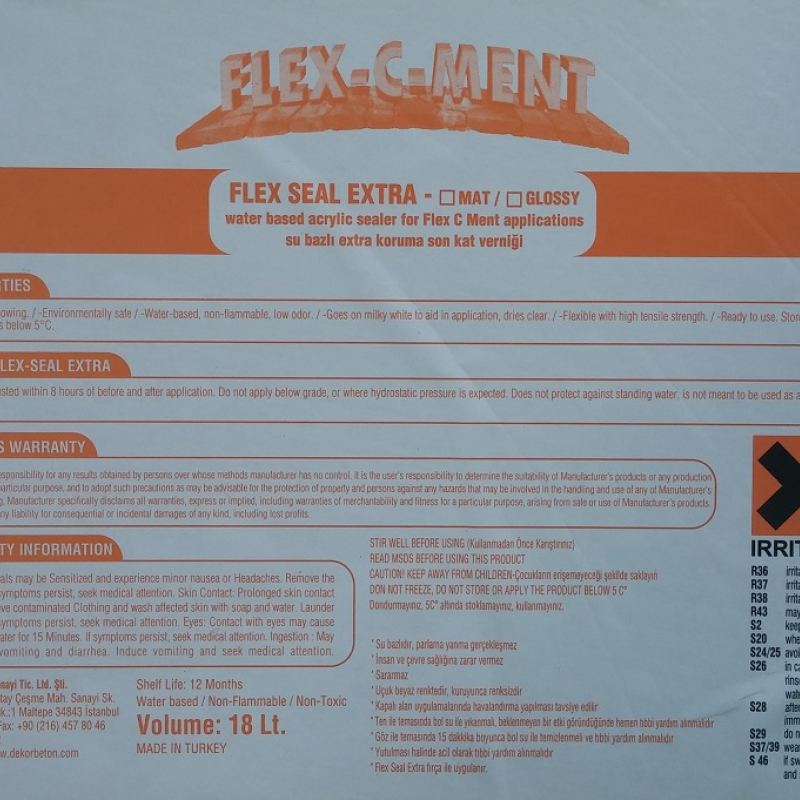 FLEX-C-MENT
FLEX SEAL EXTRA - MAT / GLOSSY
water based acrylic sealer for Flex C Ment applications
su bazlı extra koruma son kat verniği
-Environmentally safe / -Water-based, non-flammable, low odor. / -Goes on milky white to aid in application, dries clear. / -Flexible with high tensile strength. / -Ready to use.
below 5°C.
LEX-SEAL EXTRA
within 8 hours of before and after application. Do not apply below grade, or where hydrostatic pressure is expected. Does not protect against standing water, is not meant to be used as a
WARRANTY
for any results obtained by persons over whose methods manufacturer has no control. It is the user's responsibility to determine the suitability of Manufacturer's products or any production
particular purpose, and to adopt such precautions as may be advisable for the protection of property and persons against any hazards that may be involved in the handling and use of any of Manufacturer's
Manufacturer specifically disclaims all warranties, express or implied, including warranties of merchantability and fitness for a particular purpose, arising from sale or use of Manufacturer's products.
any liability for consequential or incidental damages of any kind, including lost profits.
TY INFORMATION
als may be Sensitized and experience minor nausea or Headaches. Remove the
symptoms persist, seek medical attention. Skin Contact: Prolonged skin contact
contaminated Clothing and wash affected skin with soap and water. Launder
symptoms persist, seek medical attention. Eyes: Contact with eyes may cause
ater for 15 Minutes. If symptoms persist, seek medical attention. Ingestion : May
vomiting and diarrhea. Induce vomiting and seek medical attention.
STIR WELL BEFORE USING (Kullanmadan Önce Karıştırınız)
READ MSDS BEFORE USING THIS PRODUCT
CAUTION! KEEP AWAY FROM CHILDREN-Çocukların erişemeyeceği şekilde saklayın
DON NOT FREEZE, DO NOT STORE OR APPLY THE PRODUCT BELOW 5 C°
Dondurmayınız, 5C° altında stoklamayınız, kullanmayınız.
* Su bazlıdır, parlama yanma gerçekleşmez
* İnsan ve çevre sağlığına zarar vermez
* Sararmaz
* Uçuk beyaz renktedir, kuruyunca renksizdir
* Kapalı alan uygulamalarında havalandırma yapılması tavsiye edilir
* Ten ile temasında bol su ile yıkanmalı, beklenmeyen bir etki göründüğünde hemen tıbbi yardım alınmalıdır
* Göz ile temasında 15 dakkika boyunca bol su ile temizlenmeli ve tıbbi yardım alınmalıdır
* Yutulması halinde acil olarak tıbbi yardım alınmalıdır
* Flex Seal Extra fırça ile uygulanır.
Tic. Ltd. Şti.
Çeşme Mah. Sanayi Sk.
1 Maltepe 34843 İstanbul
Fax: +90 (216) 457 80 46
.dekorbeton.com
Shelf Life: 12 Months
Water based / Non-Flammable / Non-Toxic
Volume: 18 Lt.
MADE IN TURKEY
IRRIT
R36 irrita
R37 irrita
R38 irrita
R43 may
S2 keep
S20 whe
S24/25 avoi
S26 in ca
rinse
wate
S28 afte
imm
S29 do n
S37/39 wea
S 46 if sw
and